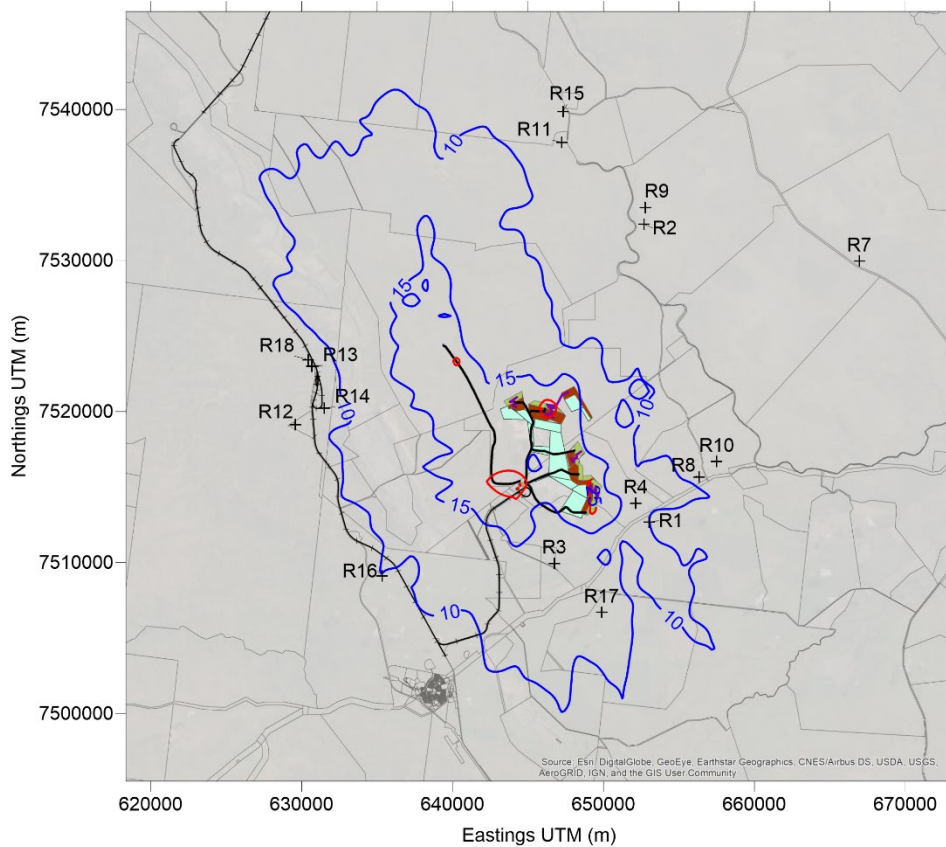 7540000
7530000
7520000
7510000
7500000
Northings UTM (m)
R15
R11
10
R9
R2
R7
15
R18
R13
R14
R12
10
15
10
R10
R8
R4
R1
15
R3
R16
R17
10
10
Source: Esri, DigitalGlobe, GeoEye, Earthstar Geographics, CNES/Airbus DS, USDA, USGS,
AeroGRID, IGN, and the GIS User Community
620000 630000 640000 650000 660000 670000
Eastings UTM (m)